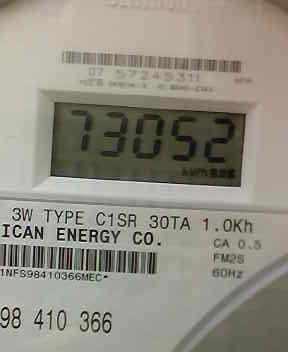 07 57245311
73052
3W TYPE C1SR 30TA 1.0Kh
ICAN ENERGY CO.
CA 0.5
FM2S
60Hz
1NFS98410366MEC*
98 410 366